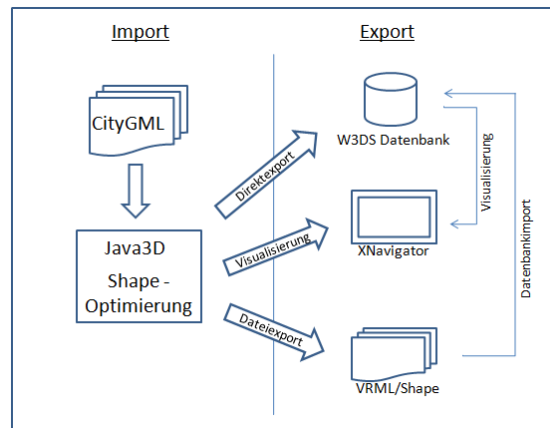 Import
Export
CityGML
W3DS Datenbank
Direktexport
Visualisierung
Datenbankimport
Java3D
Shape -
Optimierung
Visualisierung
XNavigator
Dateiexport
VRML/Shape